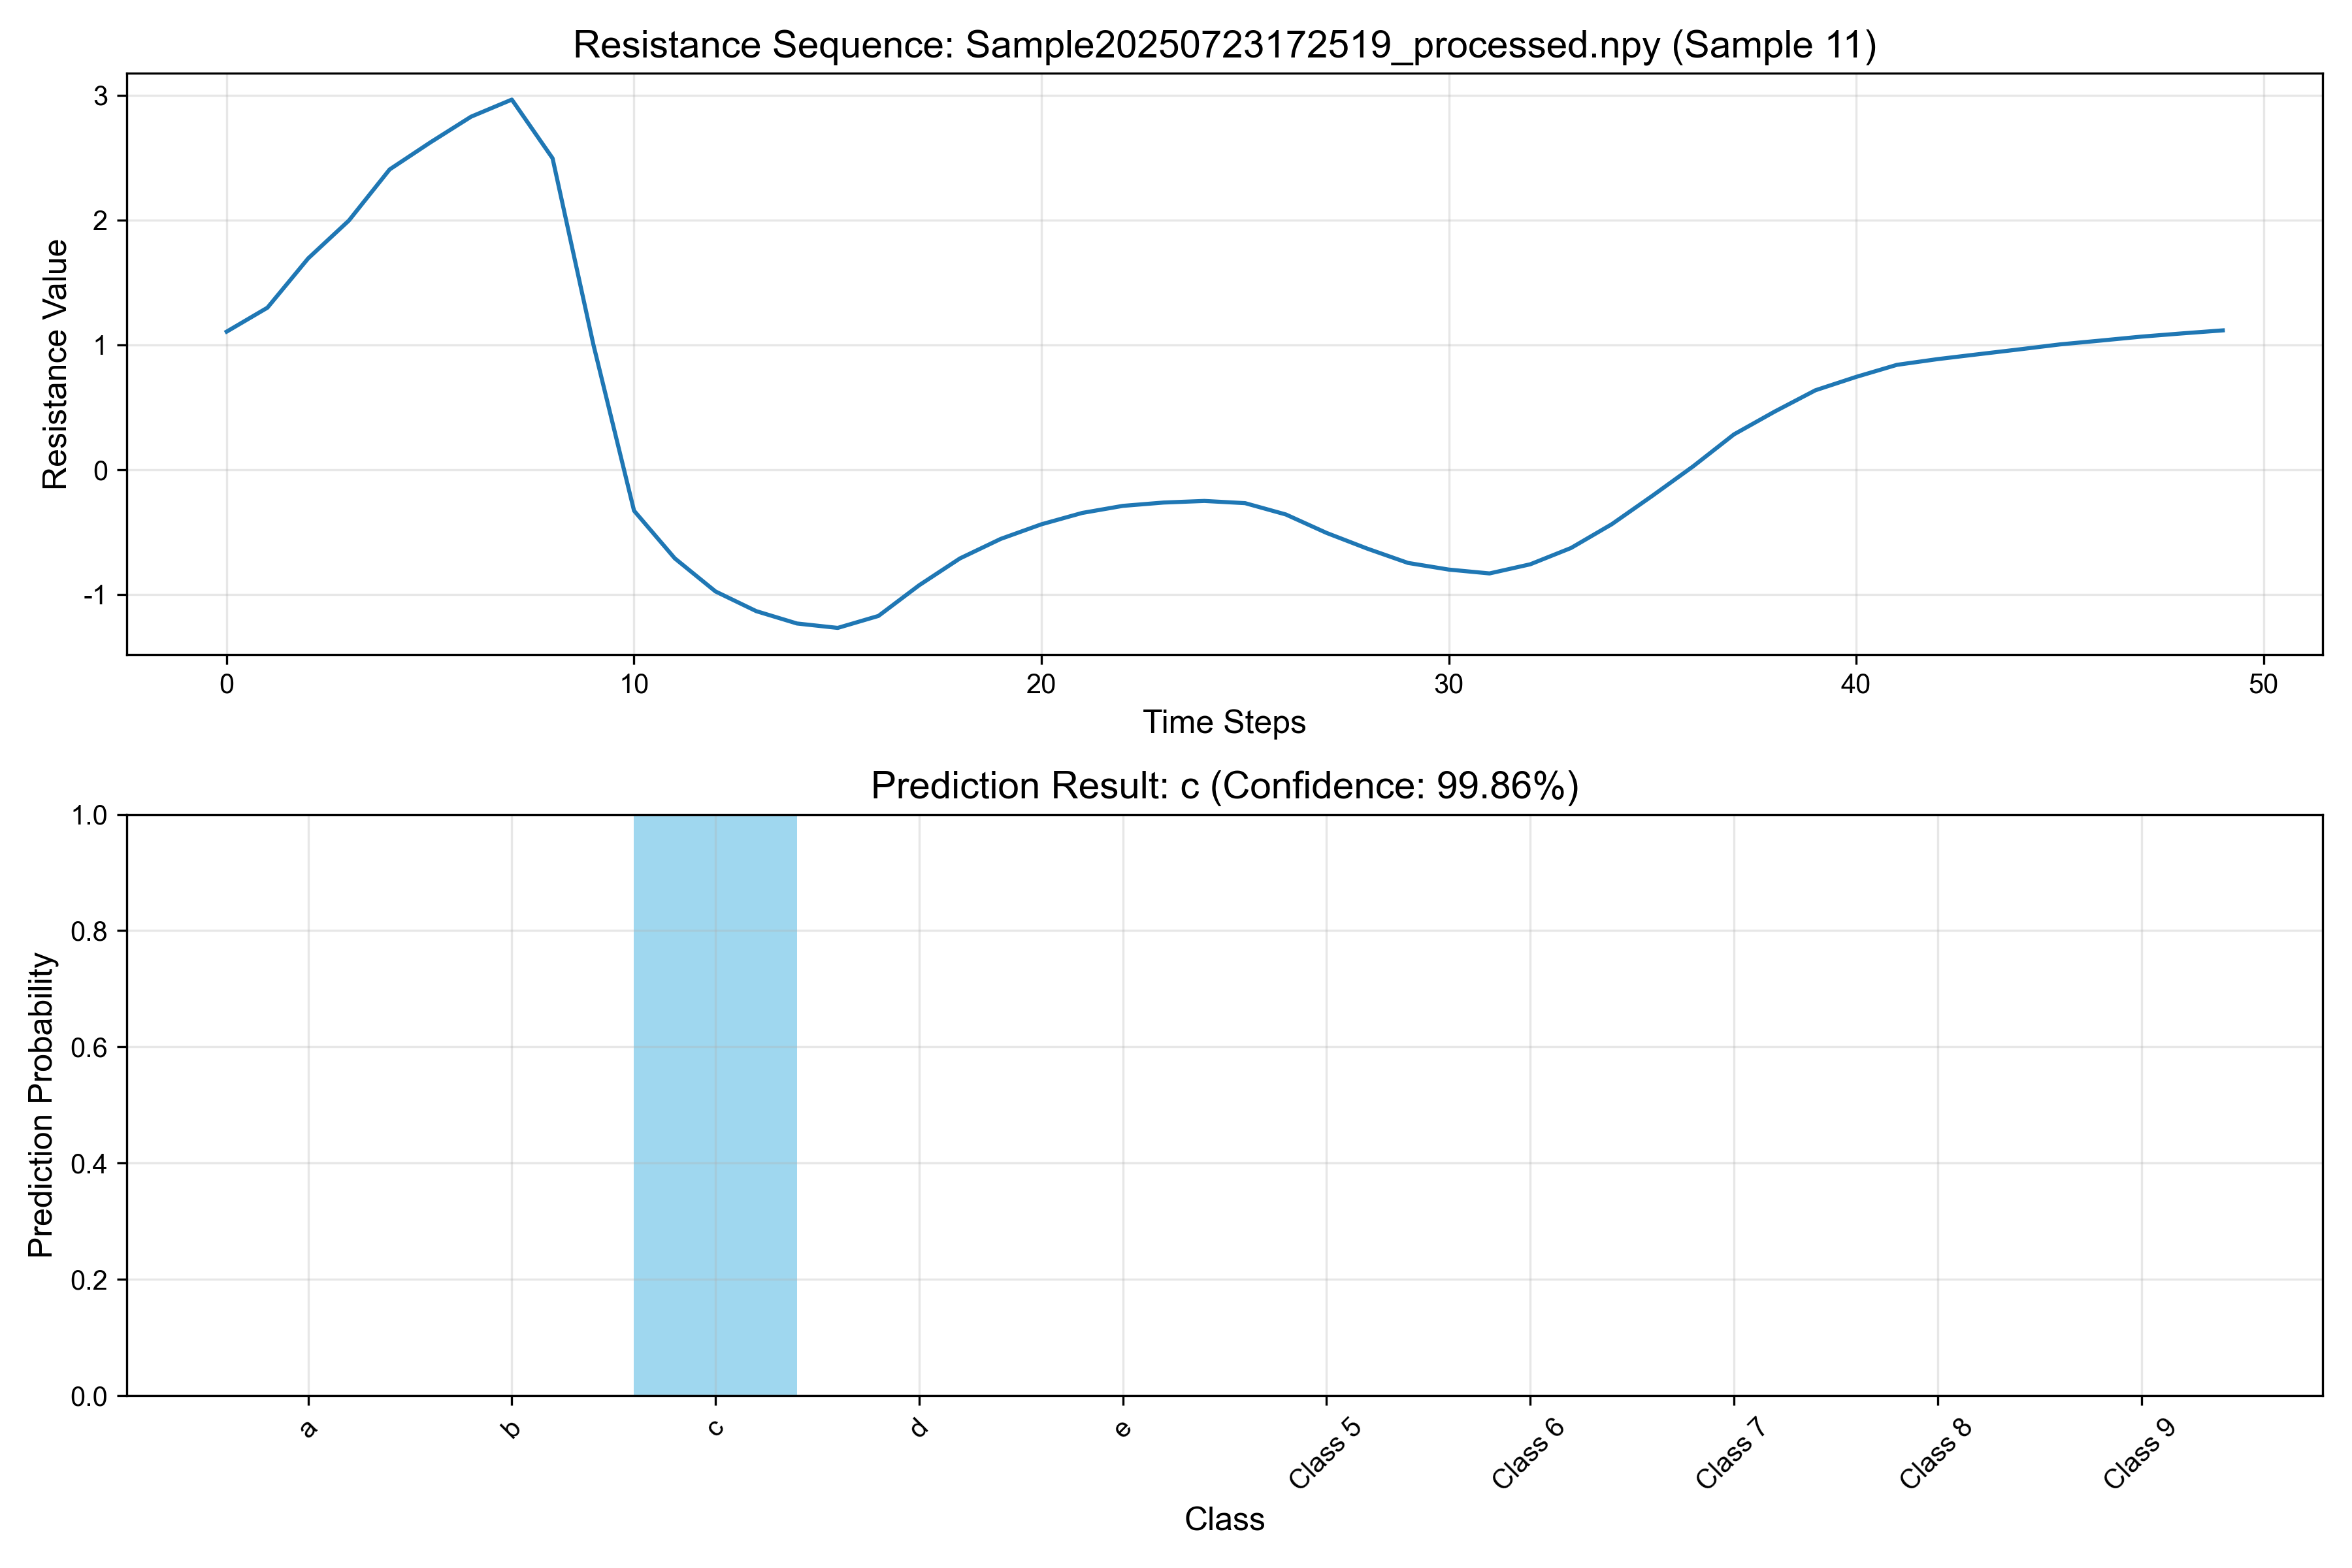 Resistance Sequence: Sample20250723172519_processed.npy (Sample 11)
Resistance Value
3
2
1
0
-1
0 10 20 30 40 50
Time Steps
Prediction Result: c (Confidence: 99.86%)
Prediction Probability
1.0
0.8
0.6
0.4
0.2
0.0
a b c d e Class 5 Class 6 Class 7 Class 8 Class 9
Class